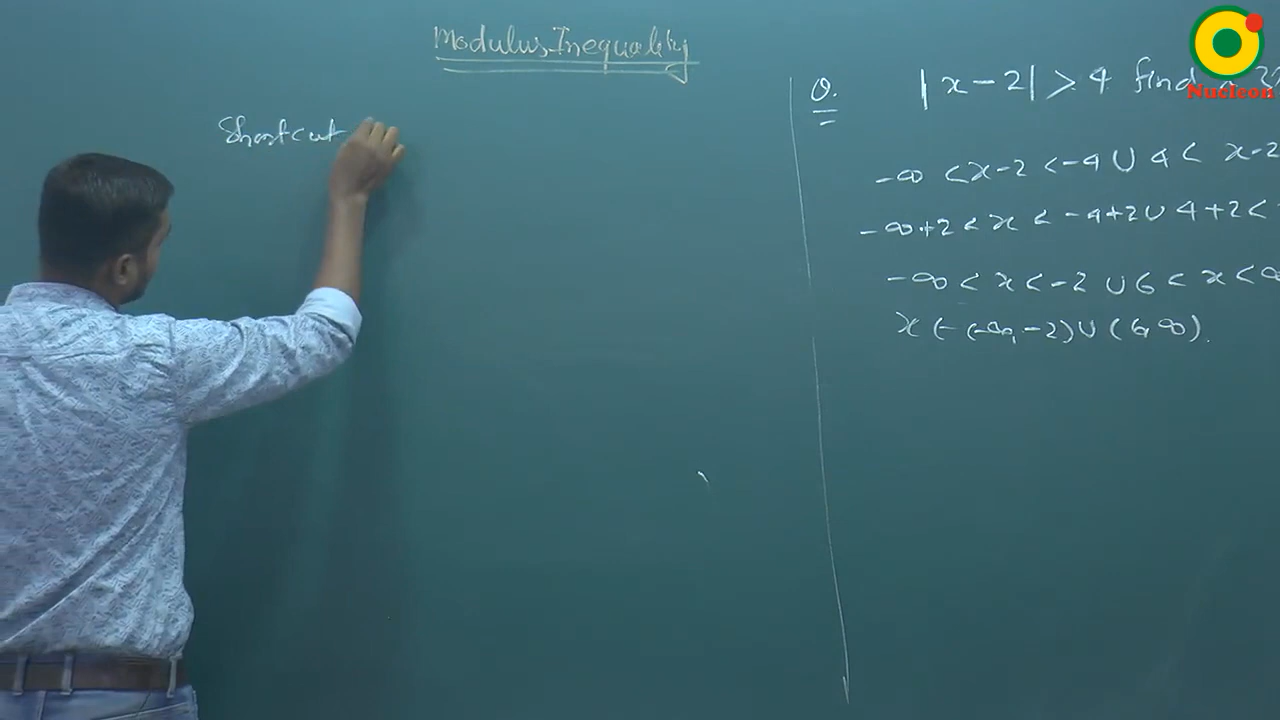 Modulus Inequality
Shortcut
Q. |x-2| > 4 find x
-∞ < x-2 < -4 ∪ 4 < x-2
-∞+2 < x < -4+2 ∪ 4+2 <
-∞ < x < -2 ∪ 6 < x < ∞
x ∈ (-∞, -2) ∪ (6, ∞).
Nucleon